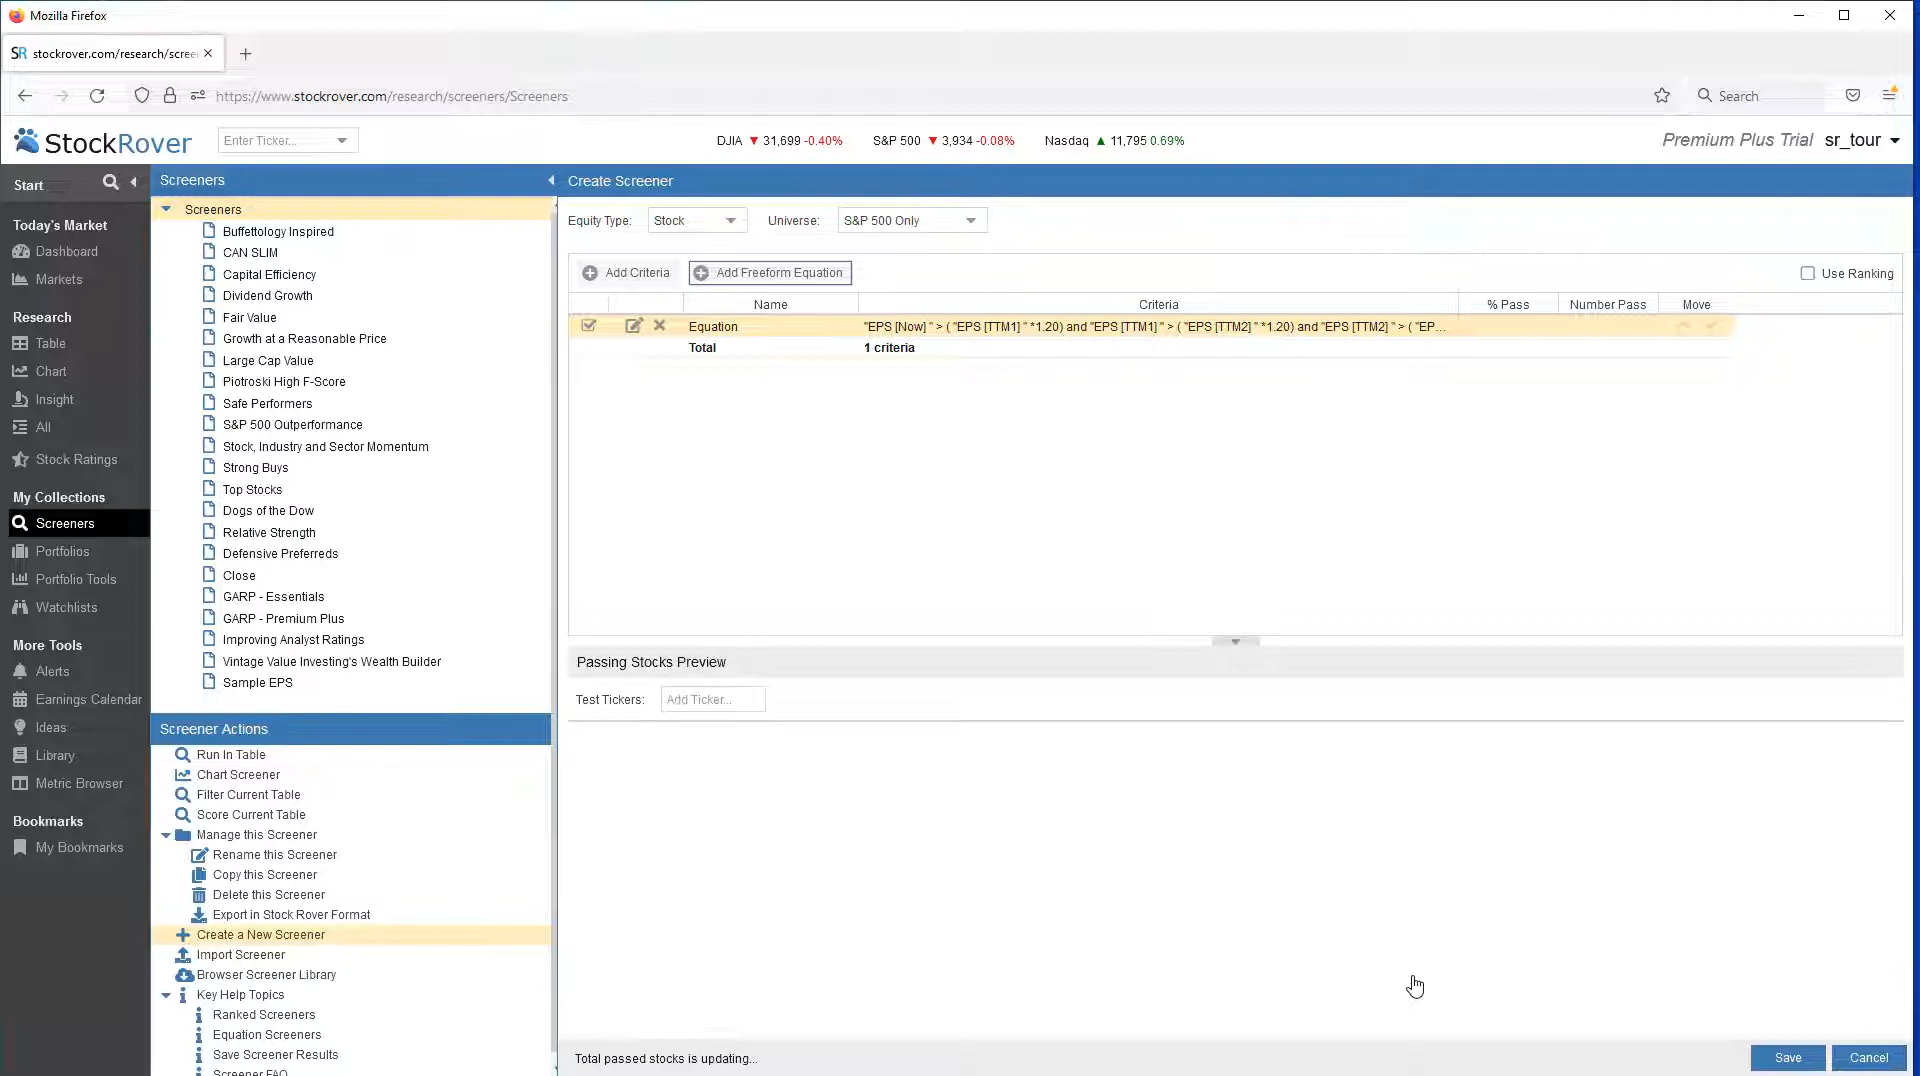 Mozilla Firefox
SR stockrover.com/research/scree
https://www.stockrover.com/research/screeners/Screeners
Search
StockRover
Enter Ticker...
DJIA ▼ 31,699 -0.40% S&P 500 ▼ 3,934 -0.08% Nasdaq ▲ 11,795 0.69%
Premium Plus Trial sr_tour
Start
Today's Market
Dashboard
Markets
Research
Table
Chart
Insight
All
Stock Ratings
My Collections
Screeners
Portfolios
Portfolio Tools
Watchlists
More Tools
Alerts
Earnings Calendar
Ideas
Library
Metric Browser
Bookmarks
My Bookmarks
Screeners
Screeners
Buffettology Inspired
CAN SLIM
Capital Efficiency
Dividend Growth
Fair Value
Growth at a Reasonable Price
Large Cap Value
Piotroski High F-Score
Safe Performers
S&P 500 Outperformance
Stock, Industry and Sector Momentum
Strong Buys
Top Stocks
Dogs of the Dow
Relative Strength
Defensive Preferreds
Close
GARP - Essentials
GARP - Premium Plus
Improving Analyst Ratings
Vintage Value Investing's Wealth Builder
Sample EPS
Screener Actions
Run In Table
Chart Screener
Filter Current Table
Score Current Table
Manage this Screener
Rename this Screener
Copy this Screener
Delete this Screener
Export in Stock Rover Format
Create a New Screener
Import Screener
Browser Screener Library
Key Help Topics
Ranked Screeners
Equation Screeners
Save Screener Results
Screener FAQ
Create Screener
Equity Type: Stock Universe: S&P 500 Only
Add Criteria Add Freeform Equation Use Ranking
Name Criteria % Pass Number Pass Move
Equation "EPS [Now] " > ( "EPS [TTM1] " *1.20) and "EPS [TTM1] " > ( "EPS [TTM2] " *1.20) and "EPS [TTM2] " > ( "EP...
Total 1 criteria
Passing Stocks Preview
Test Tickers: Add Ticker...
Total passed stocks is updating...
Save Cancel